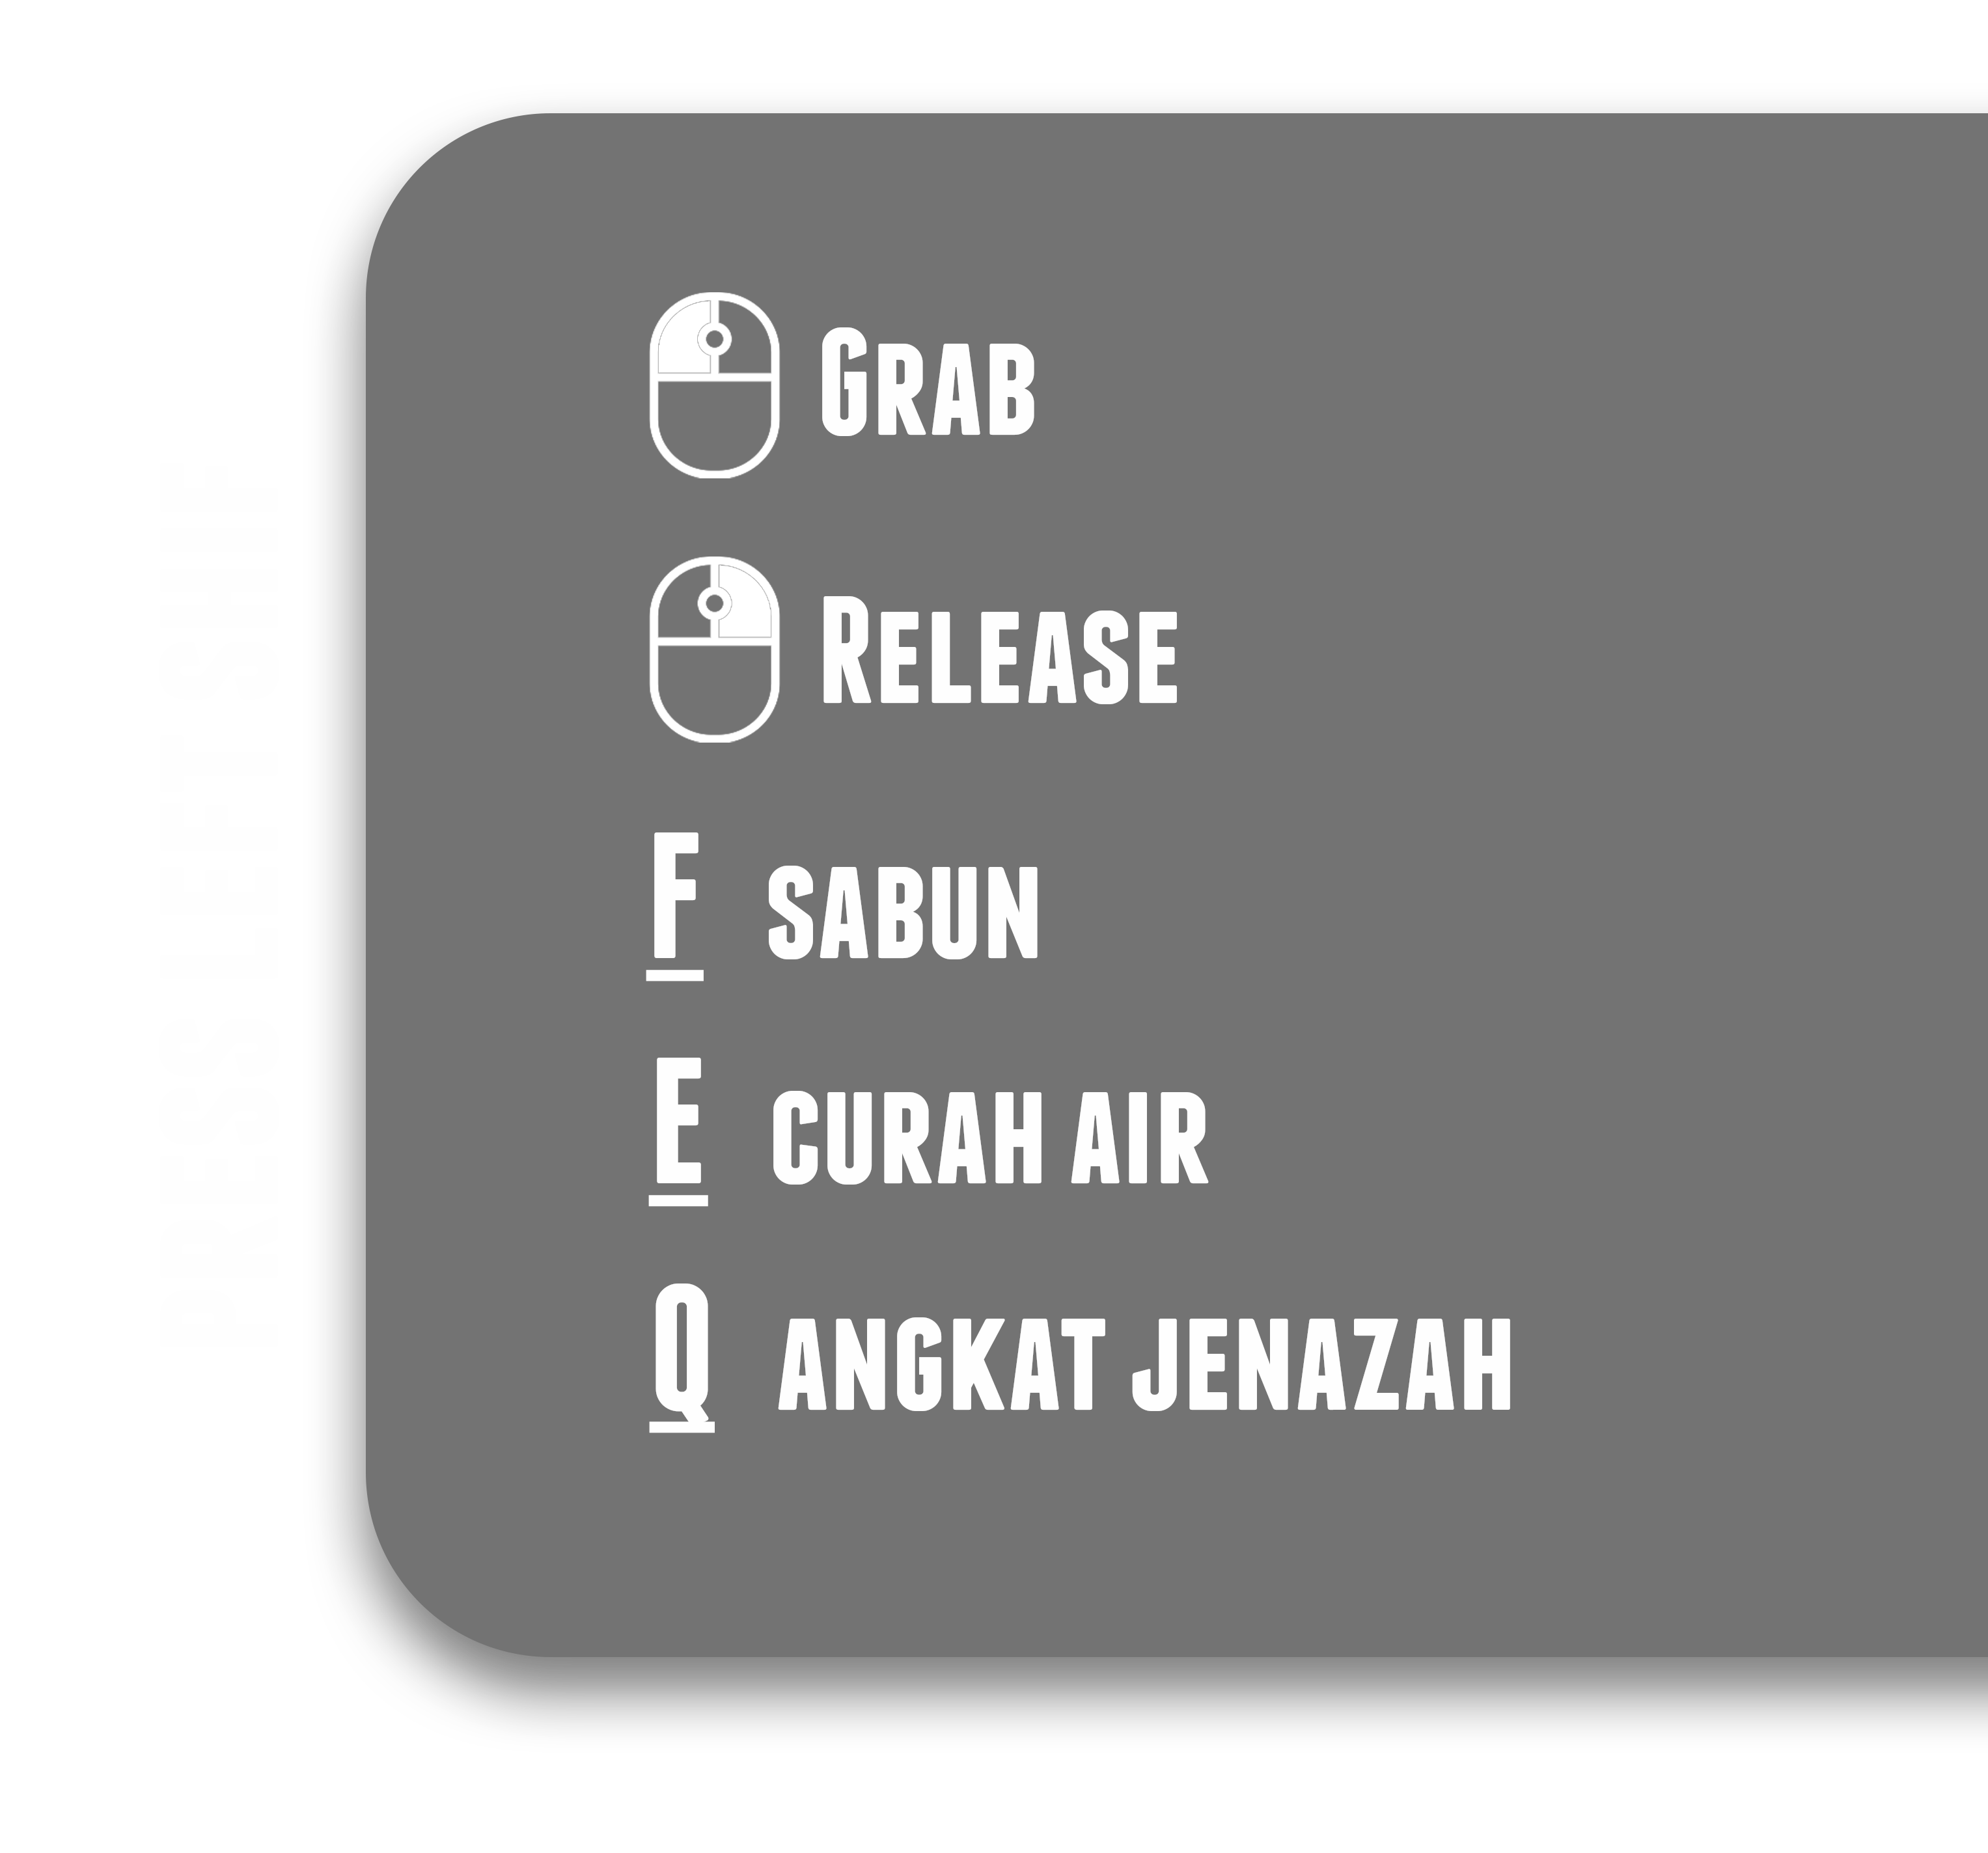 Grab
Release
F sabun
E curah air
Q angkat jenazah